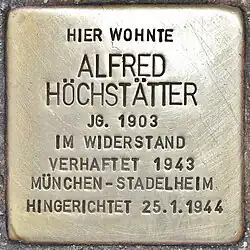 HIER WOHNTE
ALFRED
HÖCHSTÄTTER
JG. 1903
IM WIDERSTAND
VERHAFTET 1943
MÜNCHEN-STADELHEIM
HINGERICHTET 25.1.1944